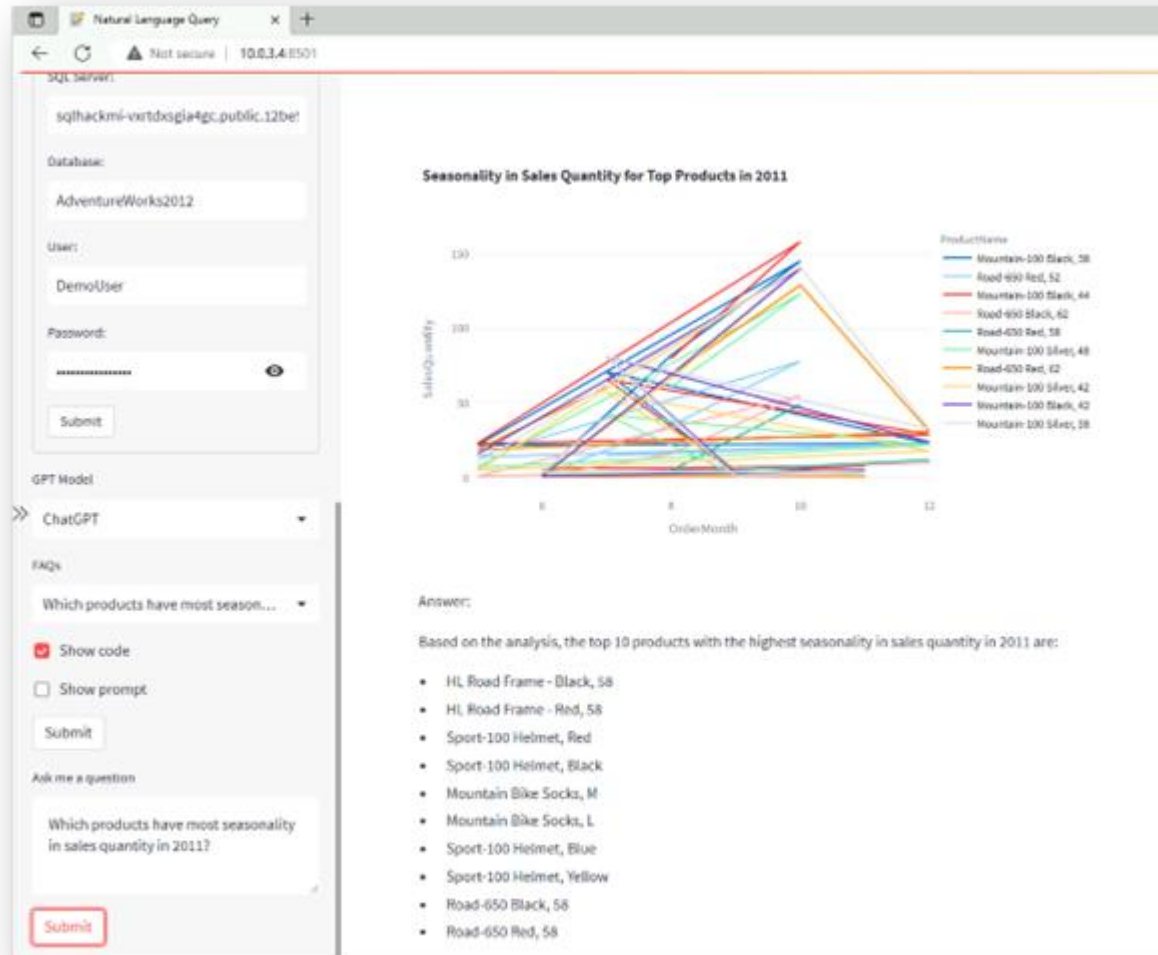 Natural Language Query
Not secure | 10.0.3.4:8501
SQL Server:
sqlhackmi-vxrtdxsgia4gc.public.12be
Database:
AdventureWorks2012
User:
DemoUser
Password:
Submit
GPT Model
ChatGPT
FAQs
Which products have most season...
Show code
Show prompt
Submit
Ask me a question
Which products have most seasonality
in sales quantity in 2011?
Submit
Seasonality in Sales Quantity for Top Products in 2011
SalesQuantity
150
100
50
0
6
8
10
12
OrderMonth
ProductName
Mountain-100 Black, 38
Road-650 Red, 52
Mountain-100 Black, 44
Road-650 Black, 62
Road-650 Red, 58
Mountain-100 Silver, 48
Road-650 Red, 62
Mountain-100 Silver, 42
Mountain-100 Black, 42
Mountain-100 Silver, 38
Answer:
Based on the analysis, the top 10 products with the highest seasonality in sales quantity in 2011 are:
• HL Road Frame - Black, 58
• HL Road Frame - Red, 58
• Sport-100 Helmet, Red
• Sport-100 Helmet, Black
• Mountain Bike Socks, M
• Mountain Bike Socks, L
• Sport-100 Helmet, Blue
• Sport-100 Helmet, Yellow
• Road-650 Black, 58
• Road-650 Red, 58